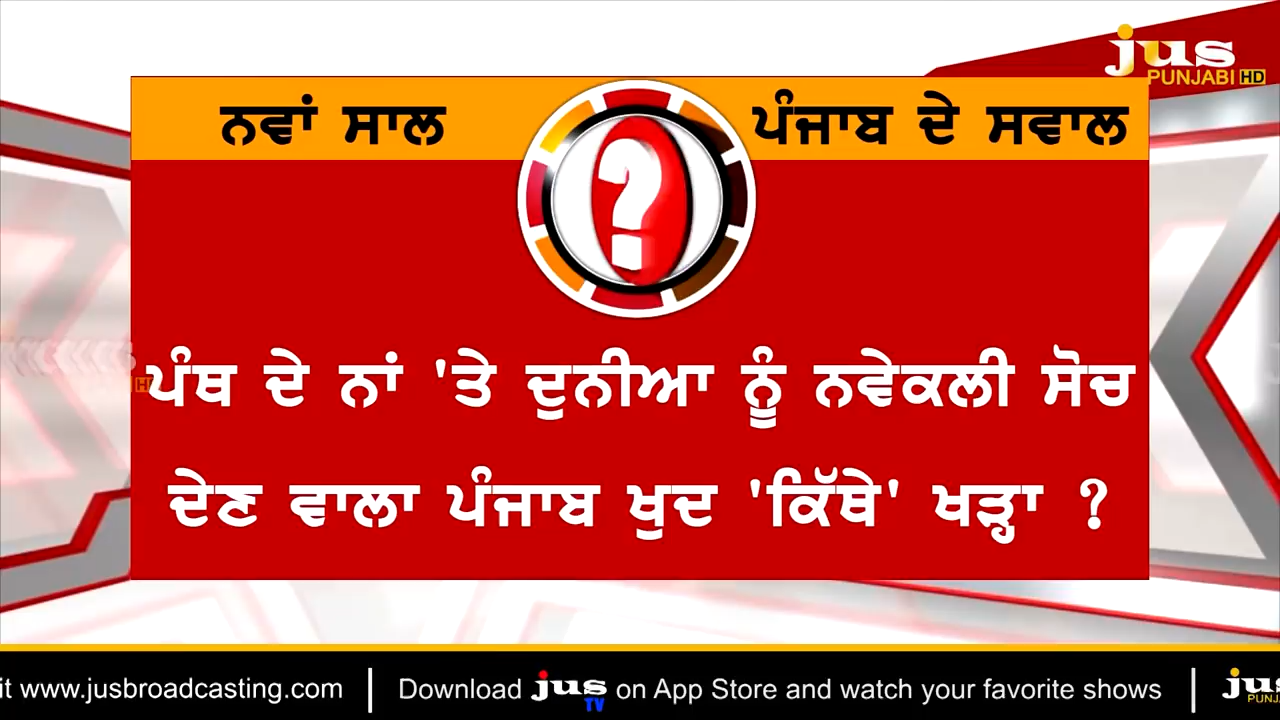 jus
PUNJABI HD
ਨਵਾਂ ਸਾਲ ? ਪੰਜਾਬ ਦੇ ਸਵਾਲ
ਪੰਥ ਦੇ ਨਾਂ 'ਤੇ ਦੁਨੀਆ ਨੂੰ ਨਵੇਕਲੀ ਸੋਚ
ਦੇਣ ਵਾਲਾ ਪੰਜਾਬ ਖੁਦ 'ਕਿੱਥੇ' ਖੜ੍ਹਾ ?
www.jusbroadcasting.com | Download jus TV on App Store and watch your favorite shows |